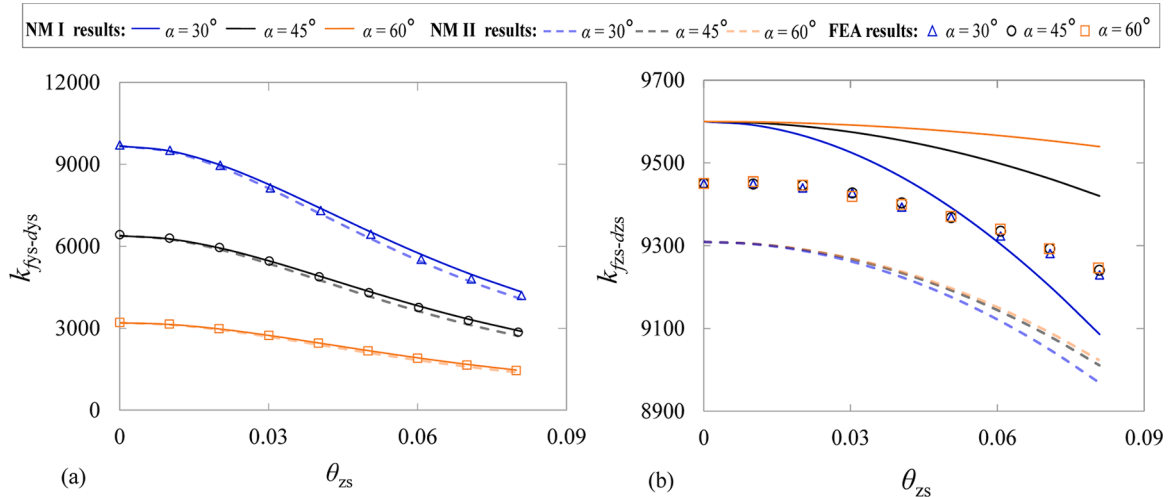 NM I results: α = 30° α = 45° α = 60° NM II results: α = 30° α = 45° α = 60° FEA results: α = 30° α = 45° α = 60°
12000
9000
6000
3000
0
k_fys-dys
0 0.03 0.06 0.09
θzs
(a)
9700
9500
9300
9100
8900
k_fzs-dzs
0 0.03 0.06 0.09
θzs
(b)